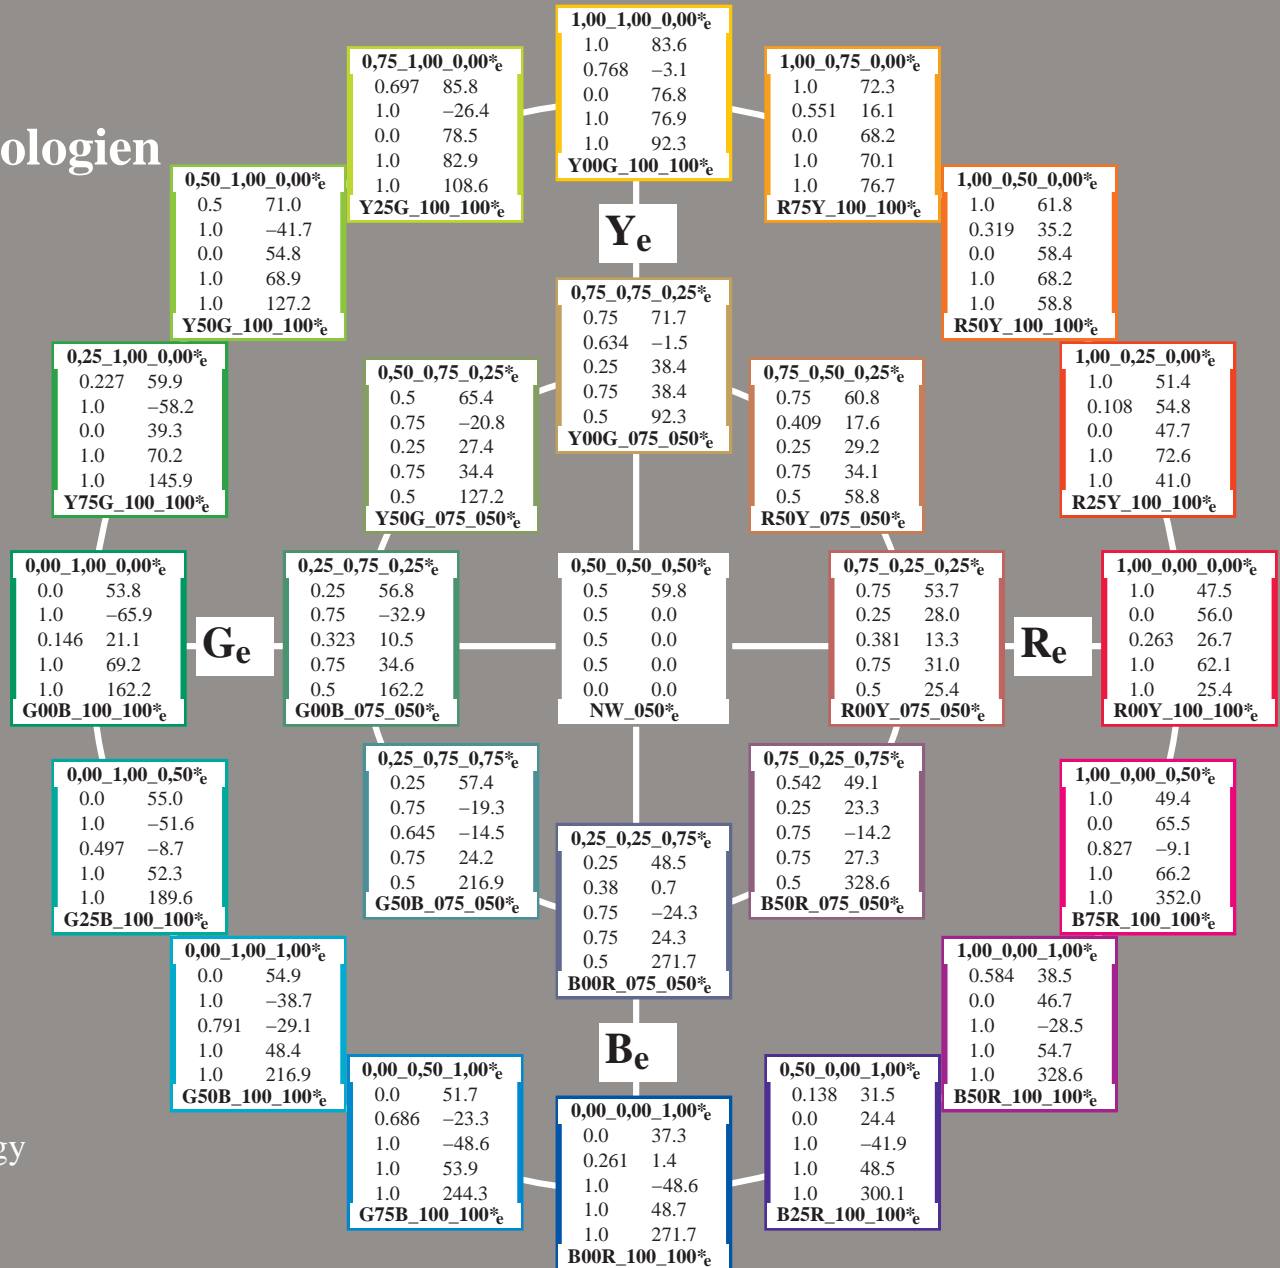 1,00_1,00_0,00*e
1.0 83.6
0.768 −3.1
0.0 76.8
1.0 76.9
1.0 92.3
Y00G_100_100*e
0,75_1,00_0,00*e
0.697 85.8
1.0 −26.4
0.0 78.5
1.0 82.9
1.0 108.6
Y25G_100_100*e
1,00_0,75_0,00*e
1.0 72.3
0.551 16.1
0.0 68.2
1.0 70.1
1.0 76.7
R75Y_100_100*e
ologien
0,50_1,00_0,00*e
0.5 71.0
1.0 −41.7
0.0 54.8
1.0 68.9
1.0 127.2
Y50G_100_100*e
Ye
1,00_0,50_0,00*e
1.0 61.8
0.319 35.2
0.0 58.4
1.0 68.2
1.0 58.8
R50Y_100_100*e
0,75_0,75_0,25*e
0.75 71.7
0.634 −1.5
0.25 38.4
0.75 38.4
0.5 92.3
Y00G_075_050*e
0,25_1,00_0,00*e
0.227 59.9
1.0 −58.2
0.0 39.3
1.0 70.2
1.0 145.9
Y75G_100_100*e
0,50_0,75_0,25*e
0.5 65.4
0.75 −20.8
0.25 27.4
0.75 34.4
0.5 127.2
Y50G_075_050*e
0,75_0,50_0,25*e
0.75 60.8
0.409 17.6
0.25 29.2
0.75 34.1
0.5 58.8
R50Y_075_050*e
1,00_0,25_0,00*e
1.0 51.4
0.108 54.8
0.0 47.7
1.0 72.6
1.0 41.0
R25Y_100_100*e
0,00_1,00_0,00*e
0.0 53.8
1.0 −65.9
0.146 21.1
1.0 69.2
1.0 162.2
G00B_100_100*e
Ge
0,25_0,75_0,25*e
0.25 56.8
0.75 −32.9
0.323 10.5
0.75 34.6
0.5 162.2
G00B_075_050*e
0,50_0,50_0,50*e
0.5 59.8
0.5 0.0
0.5 0.0
0.5 0.0
0.0 0.0
NW_050*e
0,75_0,25_0,25*e
0.75 53.7
0.25 28.0
0.381 13.3
0.75 31.0
0.5 25.4
R00Y_075_050*e
Re
1,00_0,00_0,00*e
1.0 47.5
0.0 56.0
0.263 26.7
1.0 62.1
1.0 25.4
R00Y_100_100*e
0,00_1,00_0,50*e
0.0 55.0
1.0 −51.6
0.497 −8.7
1.0 52.3
1.0 189.6
G25B_100_100*e
0,25_0,75_0,75*e
0.25 57.4
0.75 −19.3
0.645 −14.5
0.75 24.2
0.5 216.9
G50B_075_050*e
0,75_0,25_0,75*e
0.542 49.1
0.25 23.3
0.75 −14.2
0.75 27.3
0.5 328.6
B50R_075_050*e
1,00_0,00_0,50*e
1.0 49.4
0.0 65.5
0.827 −9.1
1.0 66.2
1.0 352.0
B75R_100_100*e
0,25_0,25_0,75*e
0.25 48.5
0.38 0.7
0.75 −24.3
0.75 24.3
0.5 271.7
B00R_075_050*e
0,00_1,00_1,00*e
0.0 54.9
1.0 −38.7
0.791 −29.1
1.0 48.4
1.0 216.9
G50B_100_100*e
Be
1,00_0,00_1,00*e
0.584 38.5
0.0 46.7
1.0 −28.5
1.0 54.7
1.0 328.6
B50R_100_100*e
0,00_0,50_1,00*e
0.0 51.7
0.686 −23.3
1.0 −48.6
1.0 53.9
1.0 244.3
G75B_100_100*e
0,50_0,00_1,00*e
0.138 31.5
0.0 24.4
1.0 −41.9
1.0 48.5
1.0 300.1
B25R_100_100*e
0,00_0,00_1,00*e
0.0 37.3
0.261 1.4
1.0 −48.6
1.0 48.7
1.0 271.7
B00R_100_100*e
gy